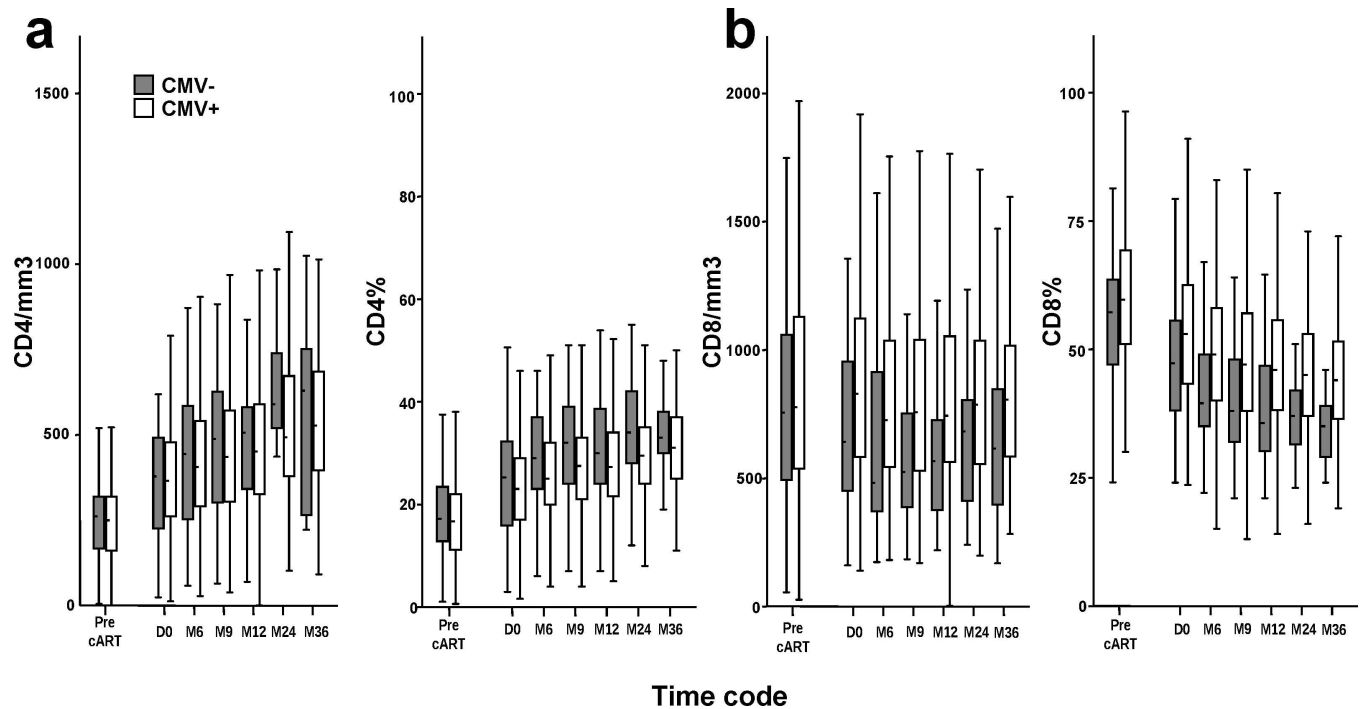 a
b
CMV-
CMV+
CD4/mm3
1500
1000
500
0
Pre
cART
D0 M6 M9 M12 M24 M36
CD4%
100
80
60
40
20
0
Pre
cART
D0 M6 M9 M12 M24 M36
CD8/mm3
2000
1500
1000
500
0
Pre
cART
D0 M6 M9 M12 M24 M36
CD8%
100
75
50
25
0
Pre
cART
D0 M6 M9 M12 M24 M36
Time code